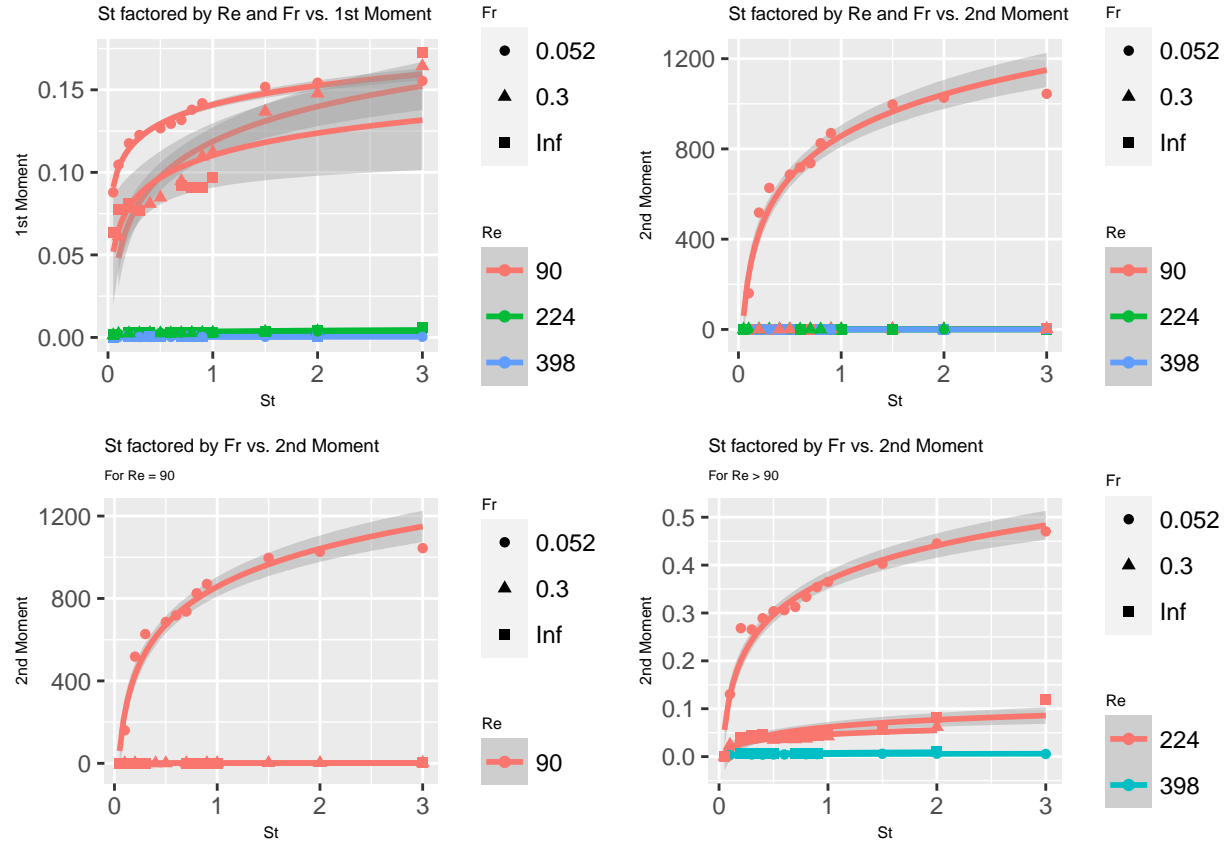 St factored by Re and Fr vs. 1st Moment
1st Moment
0.15
0.10
0.05
0.00
0
1
2
3
St
Fr
0.052
0.3
Inf
Re
90
224
398
St factored by Re and Fr vs. 2nd Moment
2nd Moment
1200
800
400
0
0
1
2
3
St
Fr
0.052
0.3
Inf
Re
90
224
398
St factored by Fr vs. 2nd Moment
For Re = 90
2nd Moment
1200
800
400
0
0
1
2
3
St
Fr
0.052
0.3
Inf
Re
90
St factored by Fr vs. 2nd Moment
For Re > 90
2nd Moment
0.5
0.4
0.3
0.2
0.1
0.0
0
1
2
3
St
Fr
0.052
0.3
Inf
Re
224
398